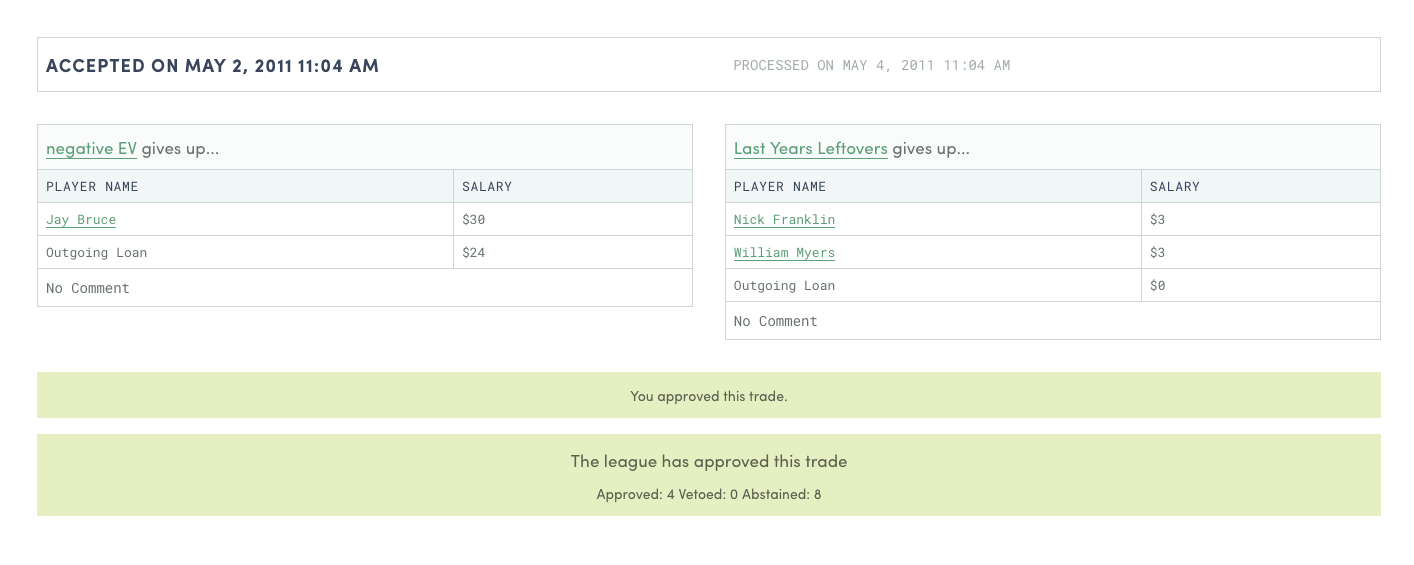 ACCEPTED ON MAY 2, 2011 11:04 AM
PROCESSED ON MAY 4, 2011 11:04 AM
negative EV gives up...
PLAYER NAME SALARY
Jay Bruce $30
Outgoing Loan $24
No Comment
Last Years Leftovers gives up...
PLAYER NAME SALARY
Nick Franklin $3
William Myers $3
Outgoing Loan $0
No Comment
You approved this trade.
The league has approved this trade
Approved: 4 Vetoed: 0 Abstained: 8